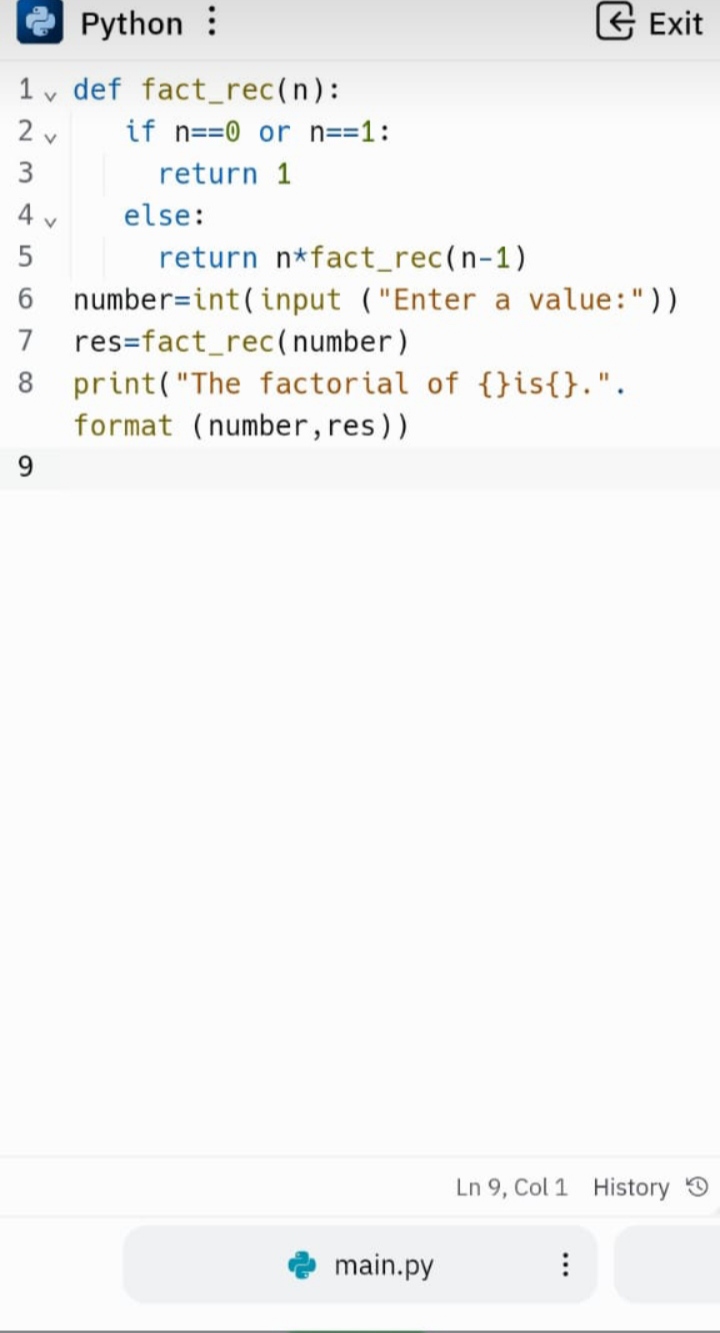 Python
Exit
1 def fact_rec(n):
2 if n==0 or n==1:
3 return 1
4 else:
5 return n*fact_rec(n-1)
6 number=int(input ("Enter a value:"))
7 res=fact_rec(number)
8 print("The factorial of {}is{}.".
format (number,res))
9
Ln 9, Col 1 History
main.py